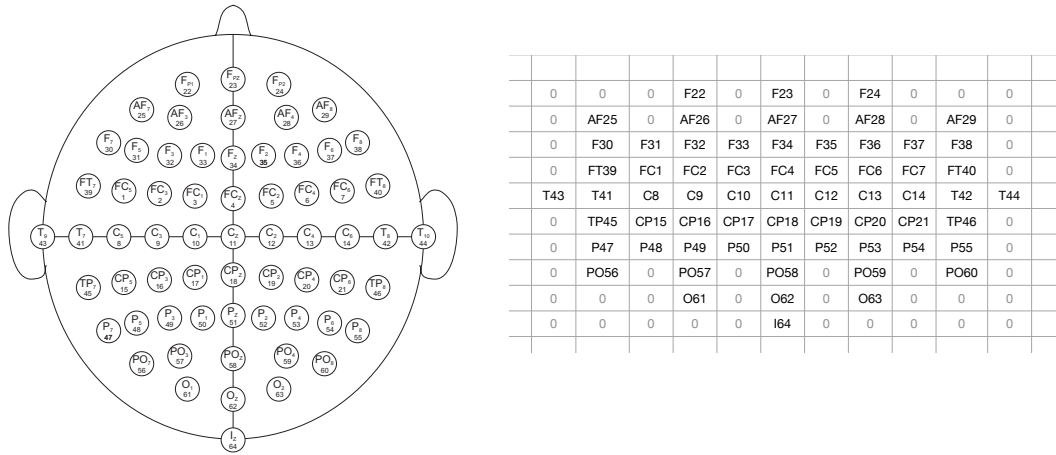 FP1 FPZ FP2
22 23 24
AF7 AF3 AFZ AF4 AF8
25 26 27 28 29
F7 F5 F3 F1 FZ F2 F4 F6 F8
30 31 32 33 34 35 36 37 38
FT7 FC5 FC3 FC1 FCZ FC2 FC4 FC6 FT8
39 1 2 3 4 5 6 7 40
T9 T7 C5 C3 C1 CZ C2 C4 C6 T8 T10
43 41 8 9 10 11 12 13 14 42 44
TP7 CP5 CP3 CP1 CPZ CP2 CP4 CP6 TP8
45 15 16 17 18 19 20 21 46
P7 P5 P3 P1 PZ P2 P4 P6 P8
47 48 49 50 51 52 53 54 55
PO7 PO3 POZ PO4 PO8
56 57 58 59 60
O1 OZ O2
61 62 63
IZ
64
0 0 0 F22 0 F23 0 F24 0 0 0
0 AF25 0 AF26 0 AF27 0 AF28 0 AF29 0
0 F30 F31 F32 F33 F34 F35 F36 F37 F38 0
0 FT39 FC1 FC2 FC3 FC4 FC5 FC6 FC7 FT40 0
T43 T41 C8 C9 C10 C11 C12 C13 C14 T42 T44
0 TP45 CP15 CP16 CP17 CP18 CP19 CP20 CP21 TP46 0
0 P47 P48 P49 P50 P51 P52 P53 P54 P55 0
0 PO56 0 PO57 0 PO58 0 PO59 0 PO60 0
0 0 0 O61 0 O62 0 O63 0 0 0
0 0 0 0 0 I64 0 0 0 0 0